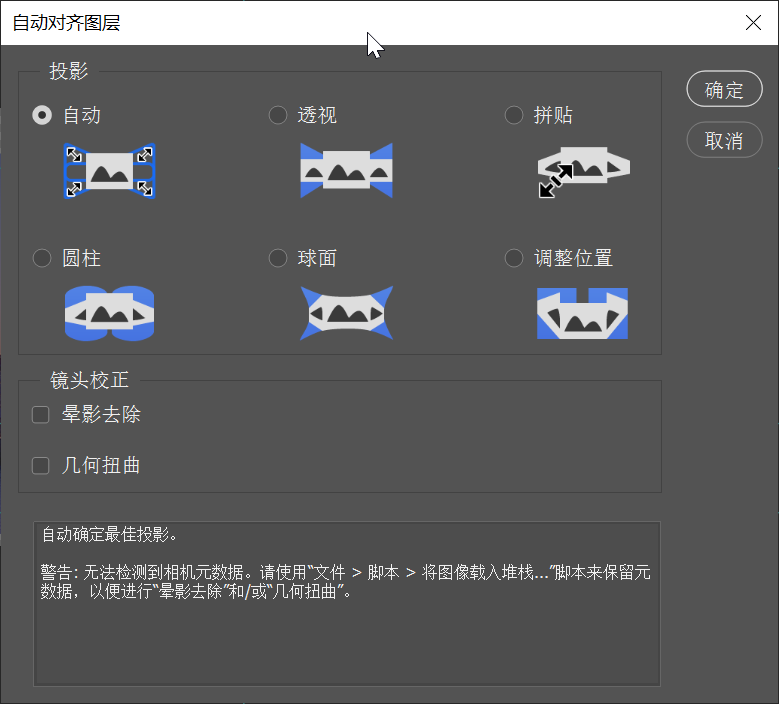 自动对齐图层
投影
自动
透视
拼贴
圆柱
球面
调整位置
确定
取消
镜头校正
晕影去除
几何扭曲
自动确定最佳投影。
警告: 无法检测到相机元数据。请使用“文件 > 脚本 > 将图像载入堆栈...”脚本来保留元
数据，以便进行“晕影去除”和/或“几何扭曲”。